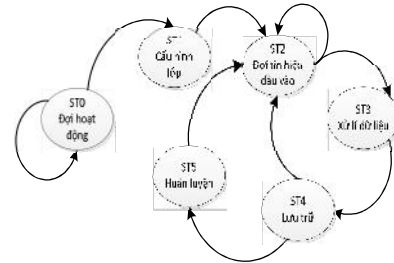 ST0
Đợi hoạt
động
Cấu hình
lớp
ST2
Đợi tín hiệu
đầu vào
ST3
Xử lí dữ liệu
ST4
Lưu trữ
ST5
Huấn luyện